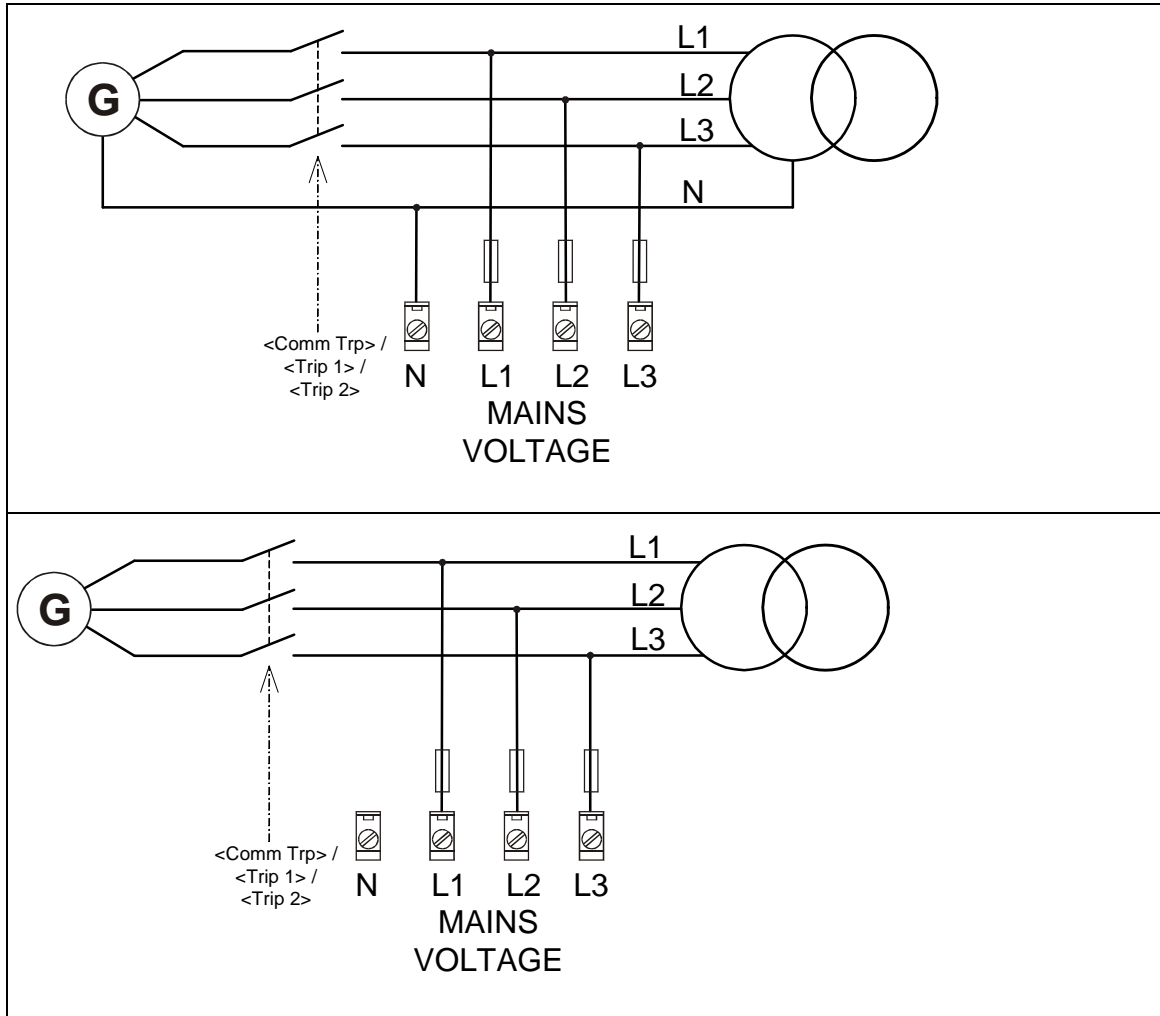 L1
G
L2
L3
N
<Comm Trp> /
<Trip 1> /
<Trip 2>
N L1 L2 L3
MAINS
VOLTAGE
L1
G
L2
L3
<Comm Trp> /
<Trip 1> /
<Trip 2>
N L1 L2 L3
MAINS
VOLTAGE